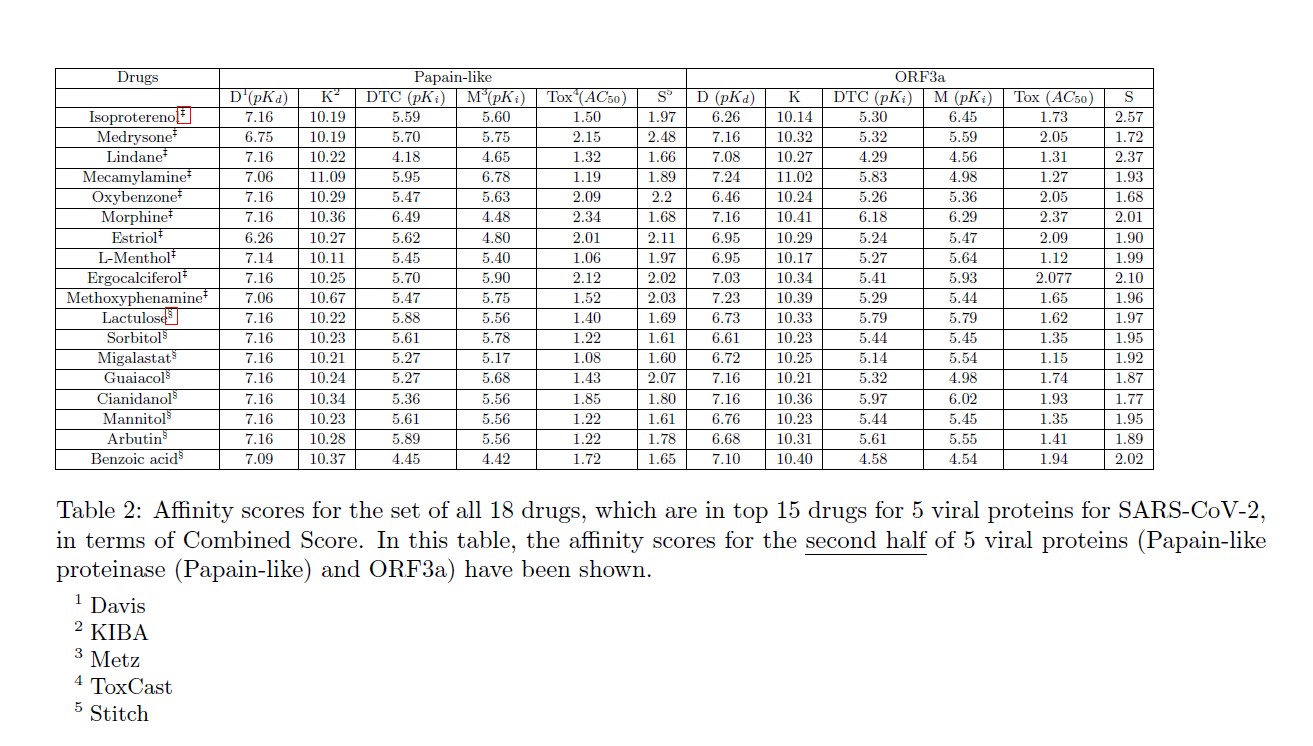 Drugs Papain-like ORF3a
D¹(pKd) K² DTC (pKi) M³(pKi) Tox⁴(AC50) S⁵ D (pKd) K DTC (pKi) M (pKi) Tox (AC50) S
Isoproterenol‡ 7.16 10.19 5.59 5.60 1.50 1.97 6.26 10.14 5.30 6.45 1.73 2.57
Medrysone‡ 6.75 10.19 5.70 5.75 2.15 2.48 7.16 10.32 5.32 5.59 2.05 1.72
Lindane‡ 7.16 10.22 4.18 4.65 1.32 1.66 7.08 10.27 4.29 4.56 1.31 2.37
Mecamylamine‡ 7.06 11.09 5.95 6.78 1.19 1.89 7.24 11.02 5.83 4.98 1.27 1.93
Oxybenzone‡ 7.16 10.29 5.47 5.63 2.09 2.2 6.46 10.24 5.26 5.36 2.05 1.68
Morphine‡ 7.16 10.36 6.49 4.48 2.34 1.68 7.16 10.41 6.18 6.29 2.37 2.01
Estriol‡ 6.26 10.27 5.62 4.80 2.01 2.11 6.95 10.29 5.24 5.47 2.09 1.90
L-Menthol‡ 7.14 10.11 5.45 5.40 1.06 1.97 6.95 10.17 5.27 5.64 1.12 1.99
Ergocalciferol‡ 7.16 10.25 5.70 5.90 2.12 2.02 7.03 10.34 5.41 5.93 2.077 2.10
Methoxyphenamine‡ 7.06 10.67 5.47 5.75 1.52 2.03 7.23 10.39 5.29 5.44 1.65 1.96
Lactulose§ 7.16 10.22 5.88 5.56 1.40 1.69 6.73 10.33 5.79 5.79 1.62 1.97
Sorbitol§ 7.16 10.23 5.61 5.78 1.22 1.61 6.61 10.23 5.44 5.45 1.35 1.95
Migalastat§ 7.16 10.21 5.27 5.17 1.08 1.60 6.72 10.25 5.14 5.54 1.15 1.92
Guaiacol§ 7.16 10.24 5.27 5.68 1.43 2.07 7.16 10.21 5.32 4.98 1.74 1.87
Cianidanol§ 7.16 10.34 5.36 5.56 1.85 1.80 7.16 10.36 5.97 6.02 1.93 1.77
Mannitol§ 7.16 10.23 5.61 5.56 1.22 1.61 6.76 10.23 5.44 5.45 1.35 1.95
Arbutin§ 7.16 10.28 5.89 5.56 1.22 1.78 6.68 10.31 5.61 5.55 1.41 1.89
Benzoic acid§ 7.09 10.37 4.45 4.42 1.72 1.65 7.10 10.40 4.58 4.54 1.94 2.02
Table 2: Affinity scores for the set of all 18 drugs, which are in top 15 drugs for 5 viral proteins for SARS-CoV-2,
in terms of Combined Score. In this table, the affinity scores for the second half of 5 viral proteins (Papain-like
proteinase (Papain-like) and ORF3a) have been shown.
¹ Davis
² KIBA
³ Metz
⁴ ToxCast
⁵ Stitch